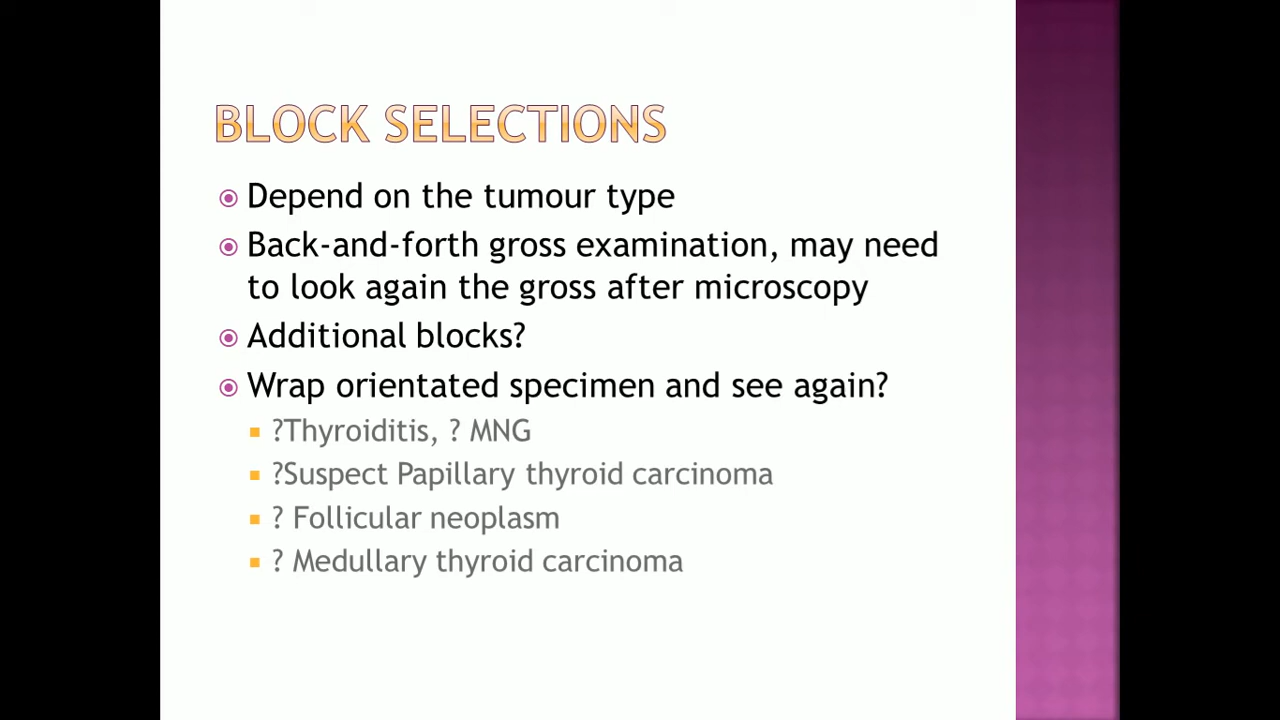 BLOCK SELECTIONS
Depend on the tumour type
Back-and-forth gross examination, may need
to look again the gross after microscopy
Additional blocks?
Wrap orientated specimen and see again?
?Thyroiditis, ? MNG
?Suspect Papillary thyroid carcinoma
? Follicular neoplasm
? Medullary thyroid carcinoma